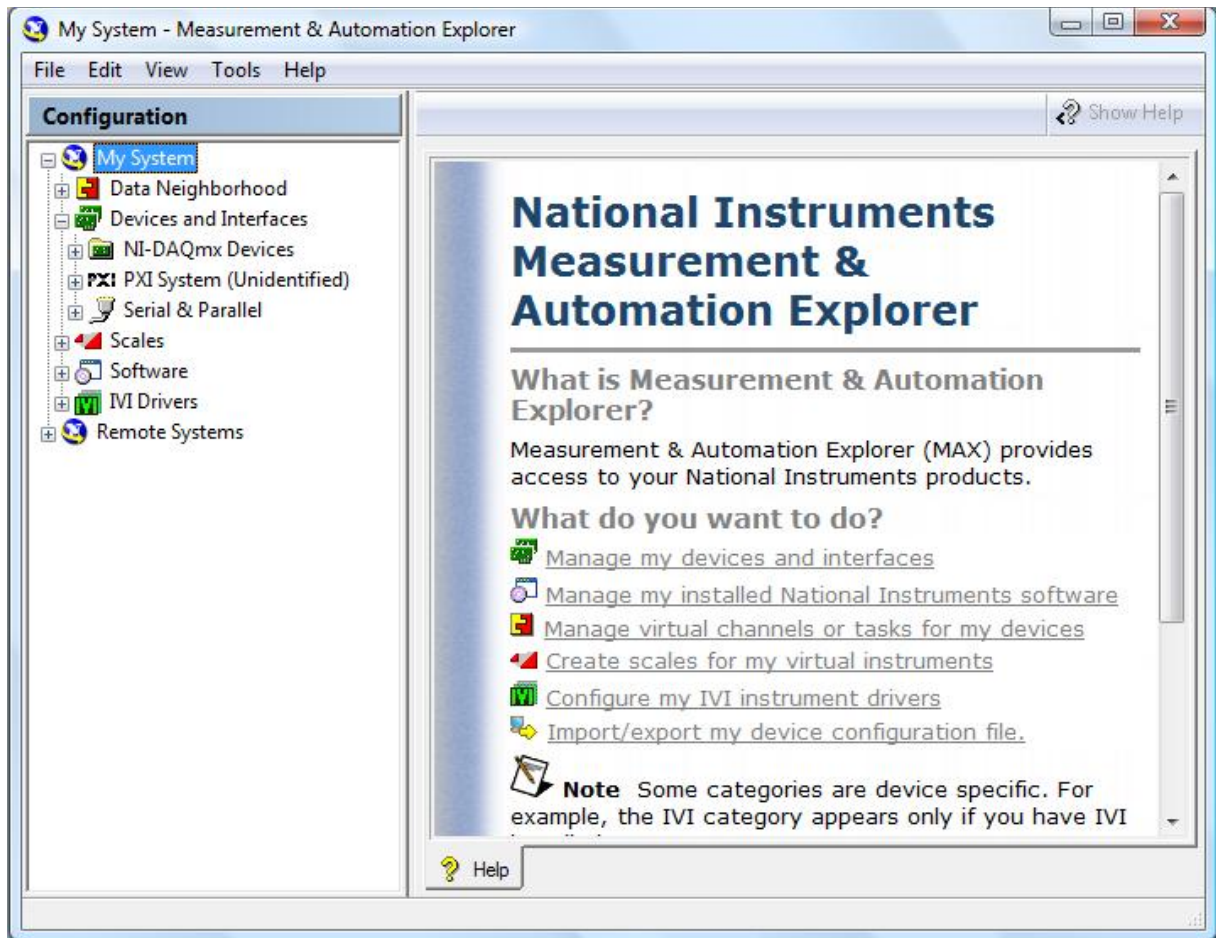 My System - Measurement & Automation Explorer
File Edit View Tools Help
Configuration
Show Help
My System
Data Neighborhood
Devices and Interfaces
NI-DAQmx Devices
PXI PXI System (Unidentified)
Serial & Parallel
Scales
Software
IVI Drivers
Remote Systems
National Instruments
Measurement &
Automation Explorer
What is Measurement & Automation
Explorer?
Measurement & Automation Explorer (MAX) provides
access to your National Instruments products.
What do you want to do?
Manage my devices and interfaces
Manage my installed National Instruments software
Manage virtual channels or tasks for my devices
Create scales for my virtual instruments
Configure my IVI instrument drivers
Import/export my device configuration file.
Note Some categories are device specific. For
example, the IVI category appears only if you have IVI
Help